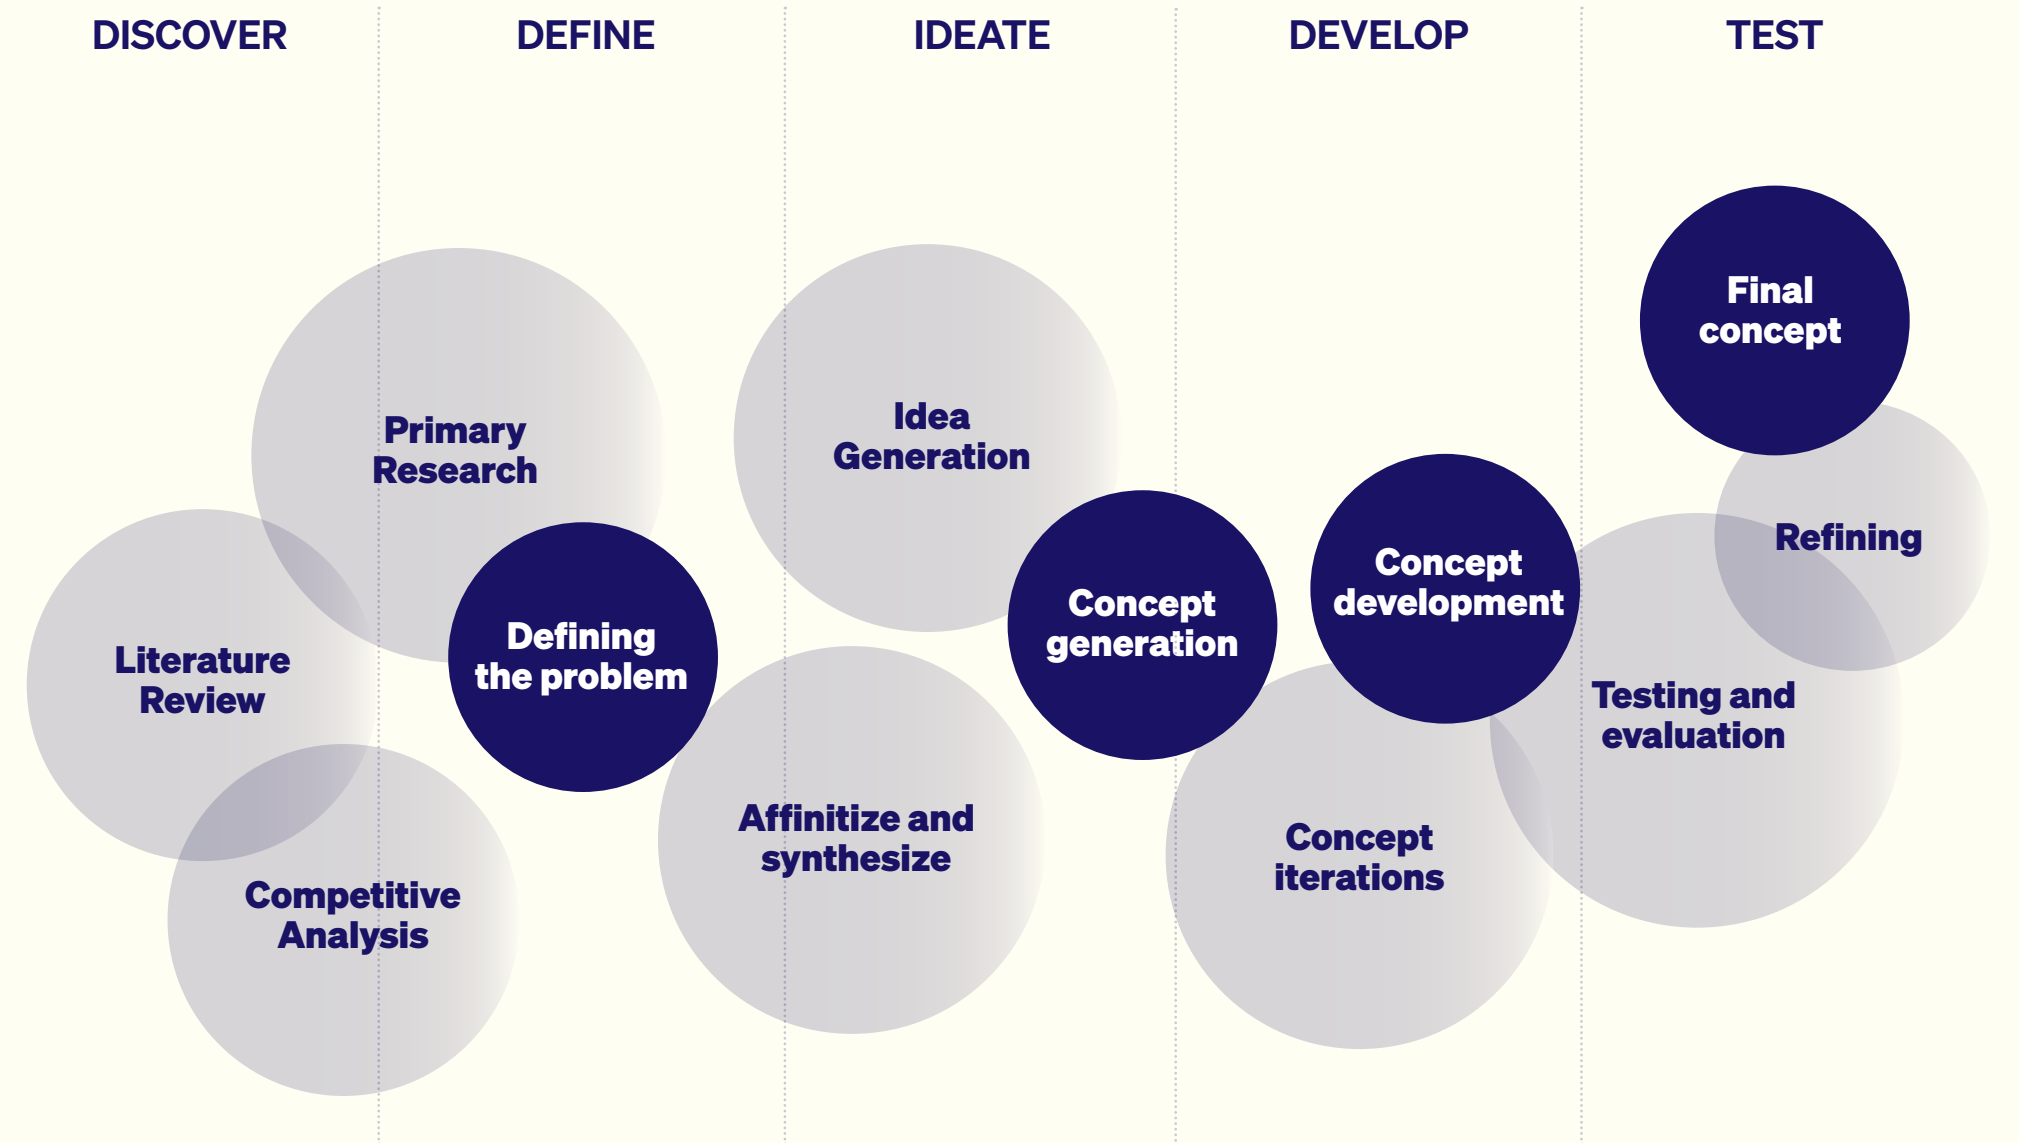 DISCOVER
DEFINE
IDEATE
DEVELOP
TEST
Literature
Review
Competitive
Analysis
Primary
Research
Defining
the problem
Affinitize and
synthesize
Idea
Generation
Concept
generation
Concept
iterations
Concept
development
Testing and
evaluation
Refining
Final
concept